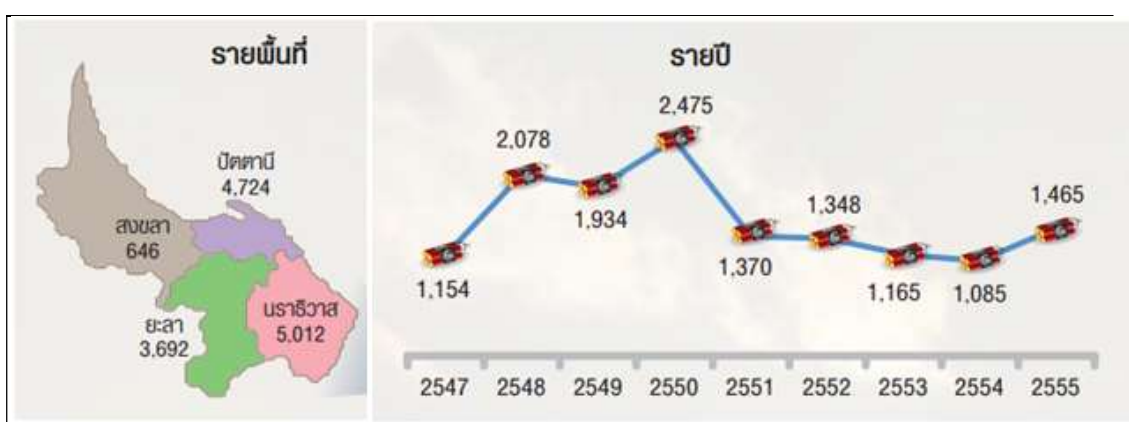 รายพื้นที่
ปัตตานี
4,724
สงขลา
646
ยะลา
3,692
นราธิวาส
5,012
รายปี
2,475
2,078
1,934
1,154
1,370
1,348
1,165
1,085
1,465
2547 2548 2549 2550 2551 2552 2553 2554 2555